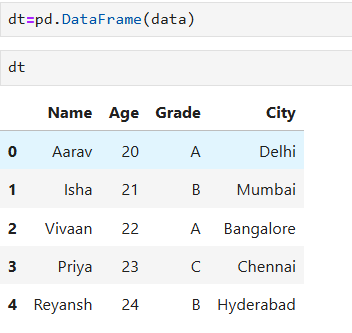 dt=pd.DataFrame(data)
dt
Name Age Grade City
0 Aarav 20 A Delhi
1 Isha 21 B Mumbai
2 Vivaan 22 A Bangalore
3 Priya 23 C Chennai
4 Reyansh 24 B Hyderabad